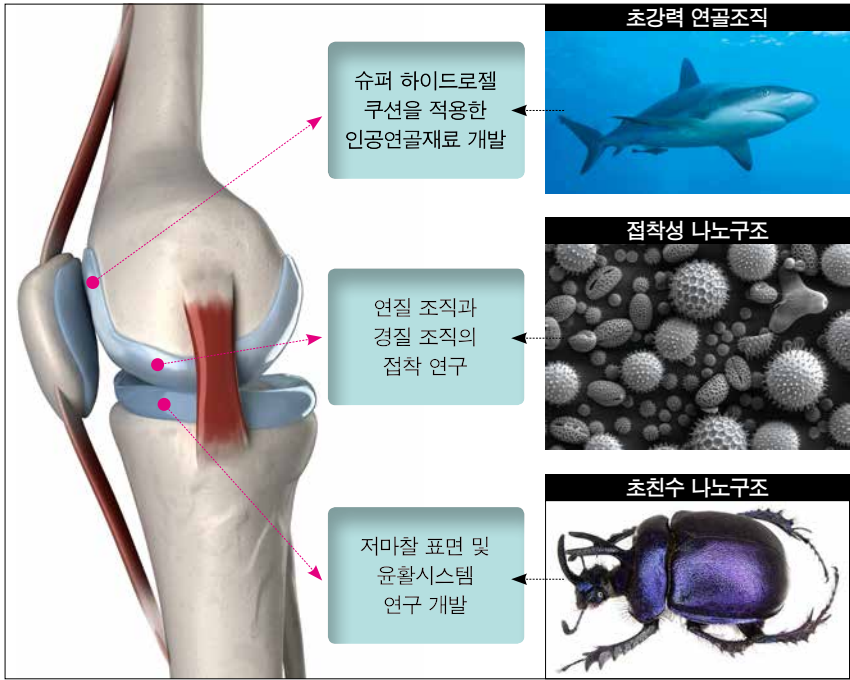 초강력 연골조직
슈퍼 하이드로젤
쿠션을 적용한
인공연골재료 개발
접착성 나노구조
연질 조직과
경질 조직의
접착 연구
초친수 나노구조
저마찰 표면 및
윤활시스템
연구 개발